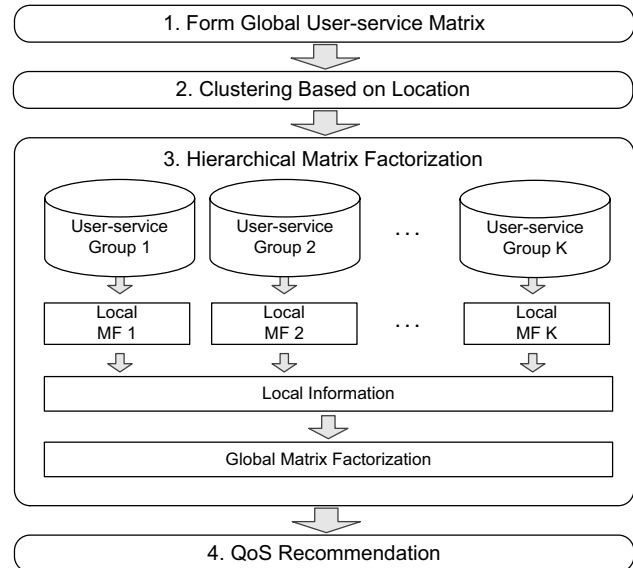 1. Form Global User-service Matrix
2. Clustering Based on Location
3. Hierarchical Matrix Factorization
User-service
Group 1
User-service
Group 2
. . .
User-service
Group K
Local
MF 1
Local
MF 2
. . .
Local
MF K
Local Information
Global Matrix Factorization
4. QoS Recommendation